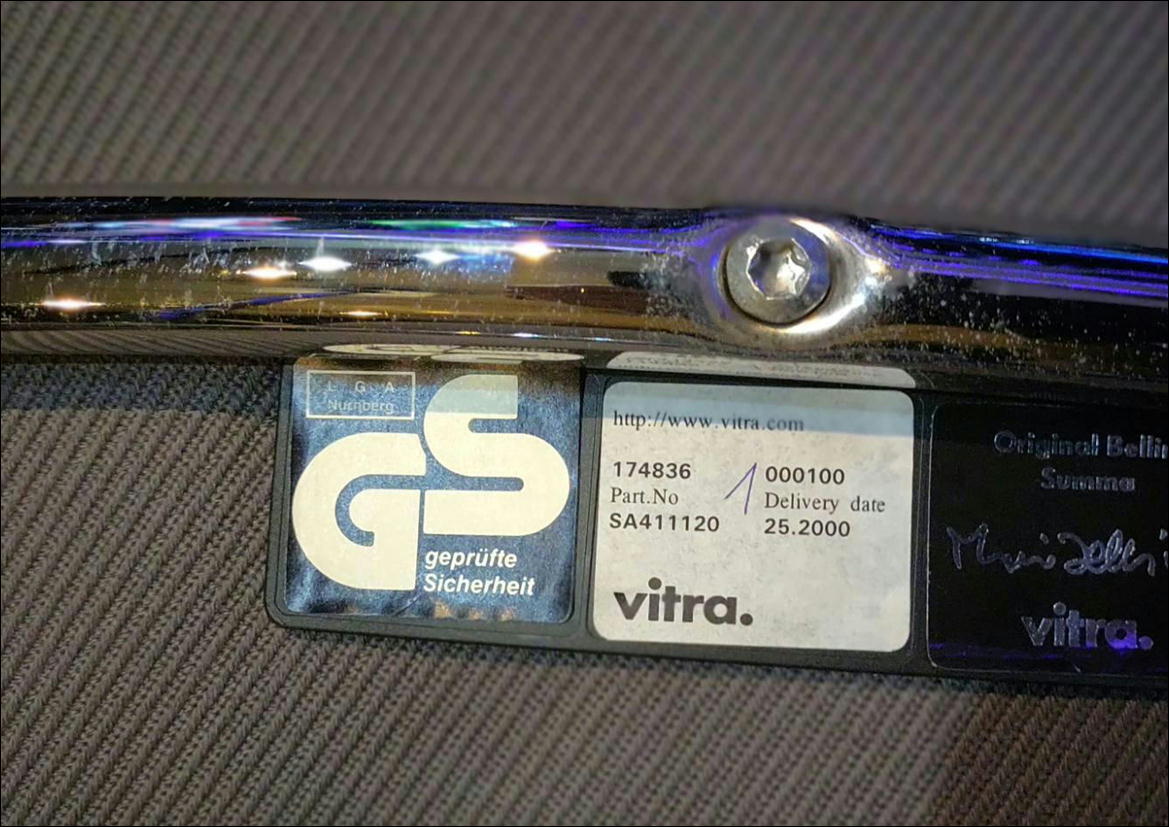 L G A
Nürnberg
GS
geprüfte
Sicherheit
http://www.vitra.com
174836 1 000100
Part.No Delivery date
SA411120 25.2000
vitra.
Original Belli
Summa
vitra.